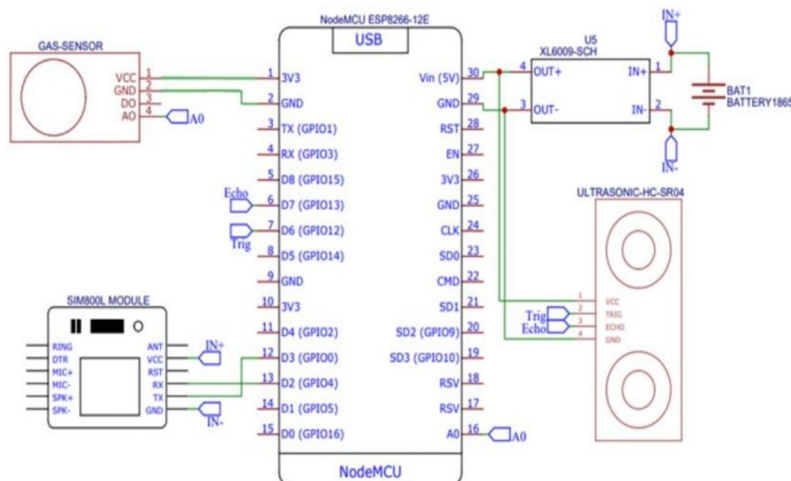 NodeMCU ESP8266-12E
USB
GAS-SENSOR
VCC 1
GND 2
DO 3
AO 4
A0
1 3V3
2 GND
3 TX (GPIO1)
4 RX (GPIO3)
5 D8 (GPIO15)
Echo
6 D7 (GPIO13)
7 D6 (GPIO12)
Trig
8 D5 (GPIO14)
9 GND
10 3V3
11 D4 (GPIO2)
12 D3 (GPIO0)
13 D2 (GPIO4)
14 D1 (GPIO5)
15 D0 (GPIO16)
Vin (5V) 30
GND 29
RST 28
EN 27
3V3 26
GND 25
CLK 24
SD0 23
CMD 22
SD1 21
SD2 (GPIO9) 20
SD3 (GPIO10) 19
RSV 18
RSV 17
A0 16
A0
NodeMCU
U5
XL6009-SCH
4 OUT+
3 OUT-
IN+ 1
IN- 2
IN+
IN-
BAT1
BATTERY1865
ULTRASONIC-HC-SR04
1 VCC
Trig 2 TRIG
Echo 3 ECHO
4 GND
SIM800L MODULE
RING
DTR
MIC+
MIC-
SPK+
SPK-
ANT
VCC
RST
RX
TX
GND
IN+
IN-